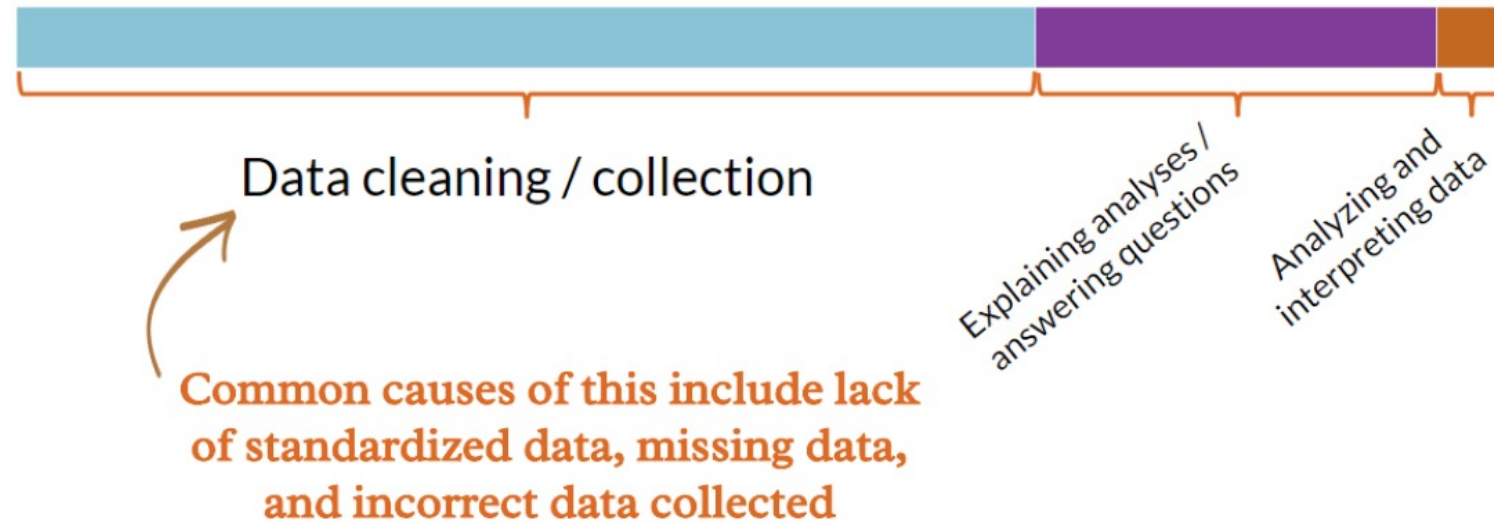 Data cleaning / collection
Explaining analyses /
answering questions
Analyzing and
interpreting data
Common causes of this include lack
of standardized data, missing data,
and incorrect data collected